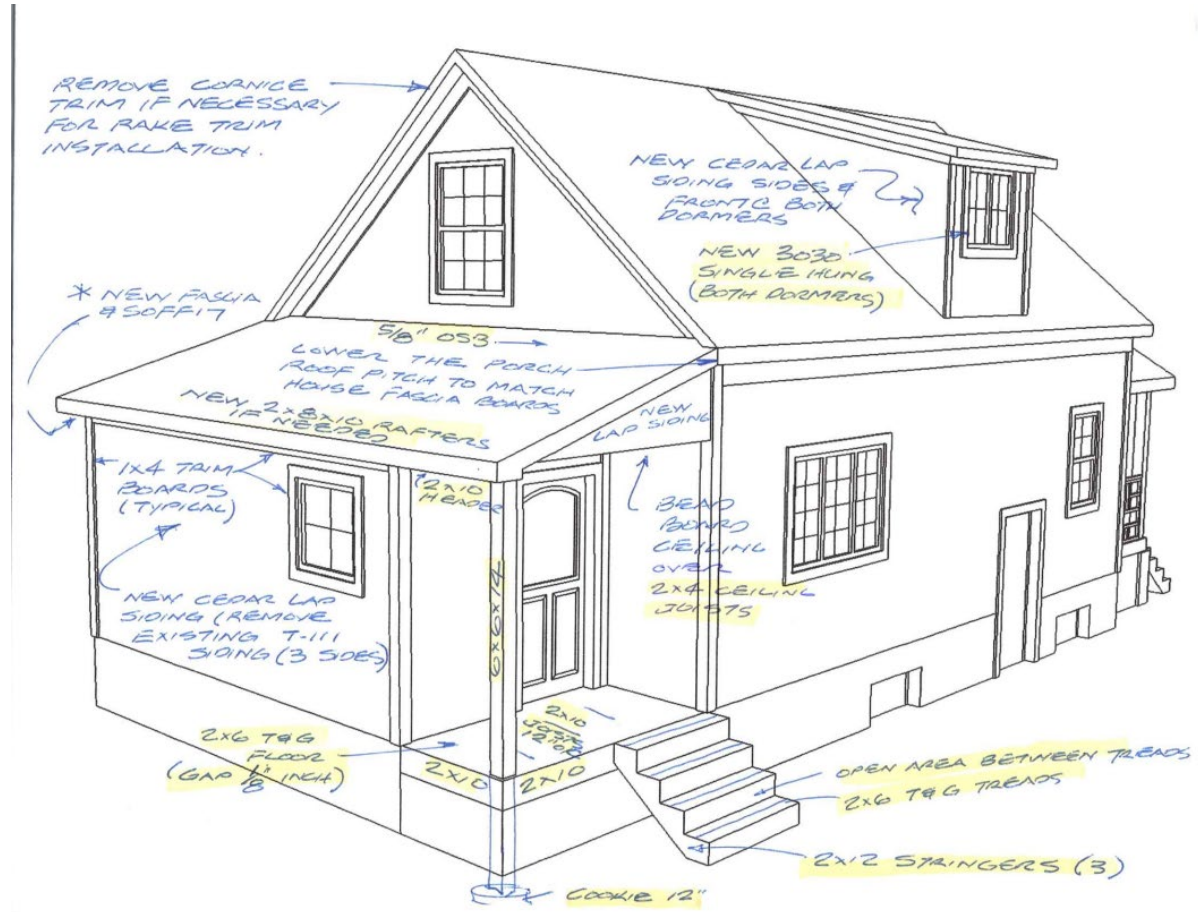 REMOVE CORNICE
TRIM IF NECESSARY
FOR RAKE TRIM
INSTALLATION.
NEW CEDAR LAP
SIDING SIDES &
FRONT @ BOTH
DORMERS
NEW 3030
SINGLE HUNG
(BOTH DORMERS)
* NEW FASCIA
& SOFFIT
5/8" OSB
LOWER THE PORCH
ROOF PITCH TO MATCH
HOUSE FASCIA BOARDS
NEW 2x8x10 RAFTERS
IF NEEDED
NEW
LAP SIDING
1x4 TRIM
BOARDS
(TYPICAL)
2x10
HEADER
BEAD
BOARD
CEILING
OVER
2x4 CEILING
JOISTS
6x6x14
NEW CEDAR LAP
SIDING (REMOVE
EXISTING T-111
SIDING (3 SIDES)
2x6 T&G
FLOOR
(GAP 1/8" INCH)
2x10
JOISTS
12" OC
2x10
2x10
OPEN AREA BETWEEN TREADS
2x6 T&G TREADS
2x12 STRINGERS (3)
COOKIE 12"